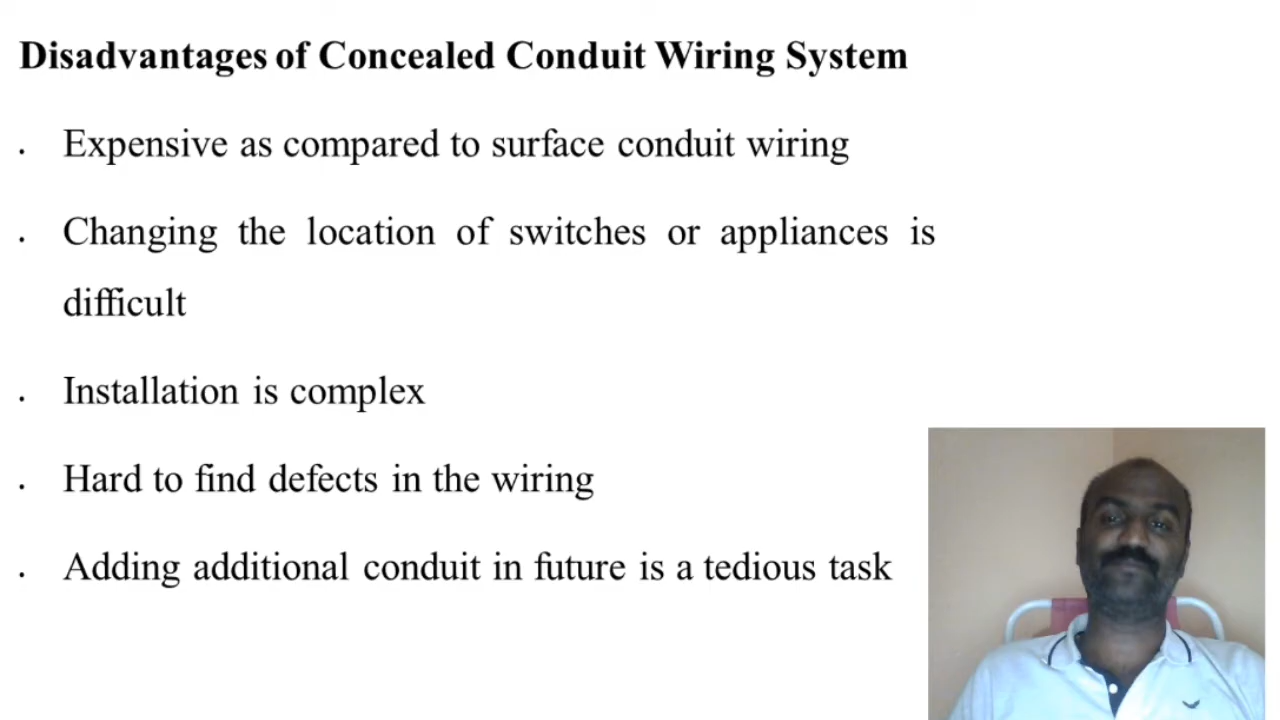 Disadvantages of Concealed Conduit Wiring System
. Expensive as compared to surface conduit wiring
. Changing the location of switches or appliances is
difficult
. Installation is complex
. Hard to find defects in the wiring
. Adding additional conduit in future is a tedious task